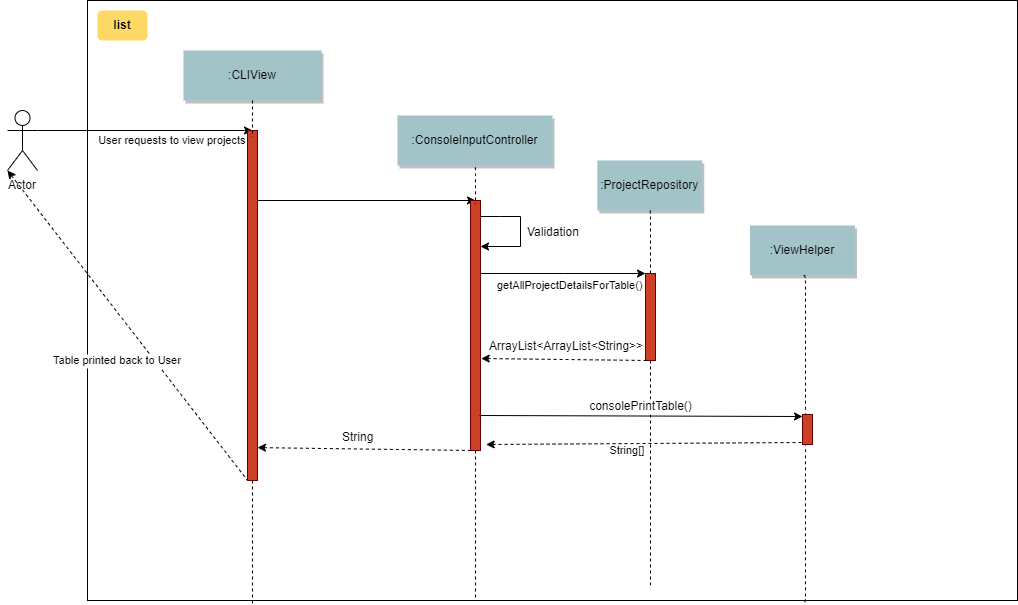 list
:CLIView
:ConsoleInputController
User requests to view projects
:ProjectRepository
Actor
Validation
:ViewHelper
getAllProjectDetailsForTable()
ArrayList<ArrayList<String>>
Table printed back to User
consolePrintTable()
String
String[]